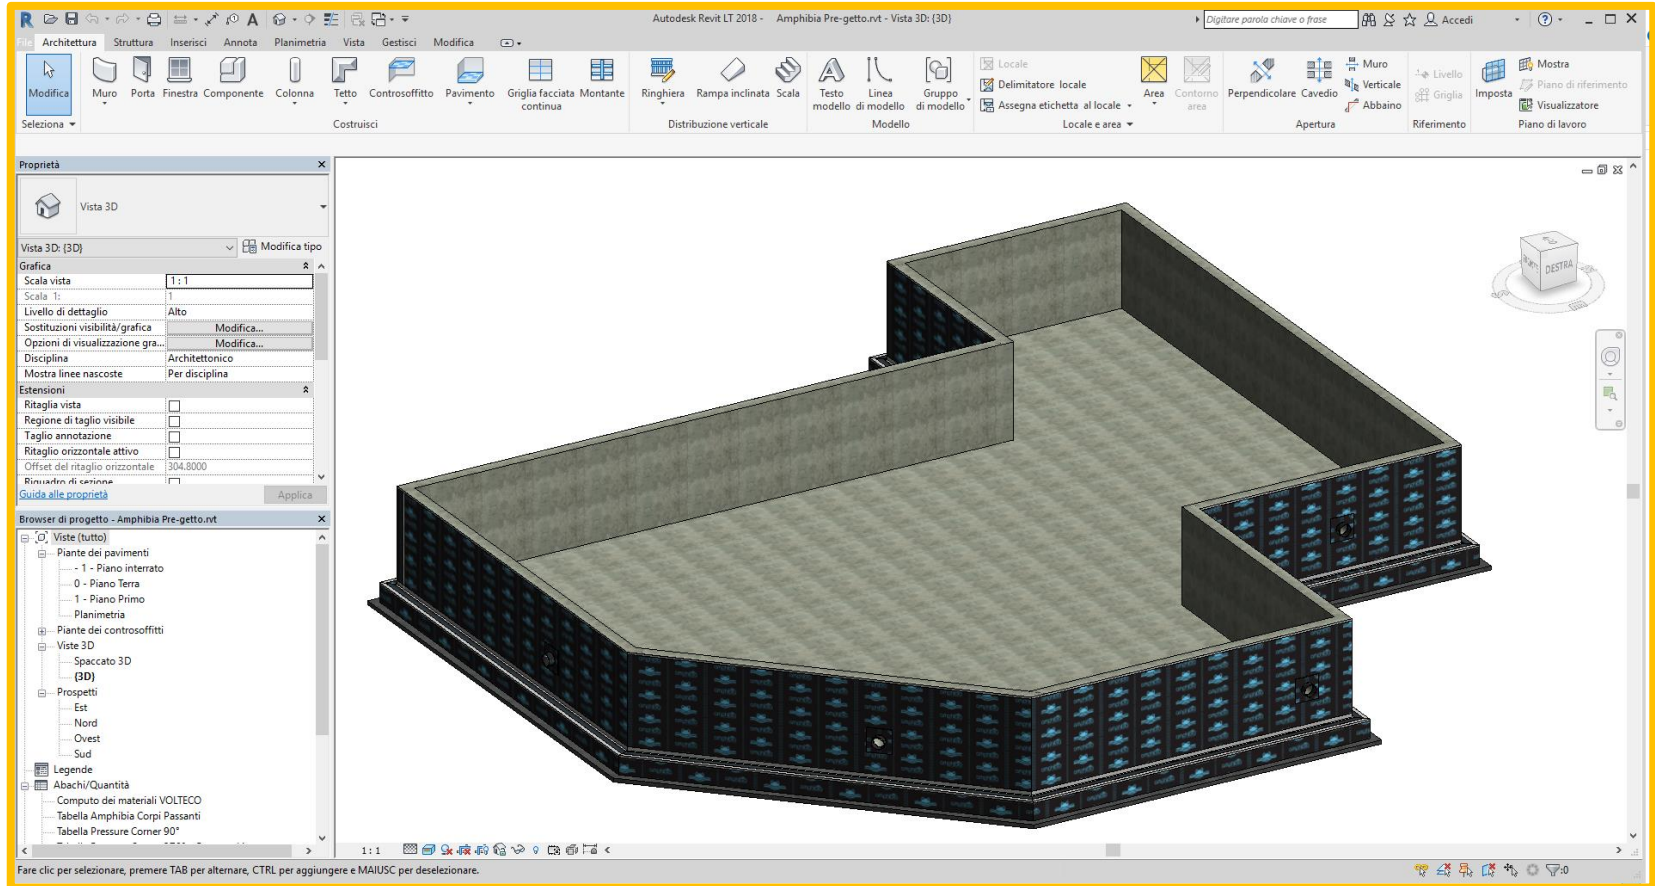 Autodesk Revit LT 2018 - Amphibia Pre-getto.rvt - Vista 3D: {3D}
Digitare parola chiave o frase
Accedi
File Architettura Struttura Inserisci Annota Planimetria Vista Gestisci Modifica
Modifica
Muro Porta Finestra Componente Colonna
Tetto Controsoffitto Pavimento Griglia facciata continua Montante
Ringhiera Rampa inclinata Scala
Testo modello Linea di modello Gruppo di modello
Locale
Delimitatore locale
Assegna etichetta al locale
Area Contorno area
Perpendicolare Cavedio
Muro
Verticale
Abbaino
Livello
Griglia
Imposta
Mostra
Piano di riferimento
Visualizzatore
Seleziona Costruisci Distribuzione verticale Modello Locale e area Apertura Riferimento Piano di lavoro
Proprietà
Vista 3D
Vista 3D: {3D} Modifica tipo
Grafica
Scala vista 1 : 1
Scala 1: 1
Livello di dettaglio Alto
Sostituzioni visibilità/grafica Modifica...
Opzioni di visualizzazione gra... Modifica...
Disciplina Architettonico
Mostra linee nascoste Per disciplina
Estensioni
Ritaglia vista
Regione di taglio visibile
Taglio annotazione
Ritaglio orizzontale attivo
Offset del ritaglio orizzontale 304.8000
Riquadro di sezione
Guida alle proprietà Applica
Browser di progetto - Amphibia Pre-getto.rvt
Viste (tutto)
Piante dei pavimenti
- 1 - Piano interrato
0 - Piano Terra
1 - Piano Primo
Planimetria
Piante dei controsoffitti
Viste 3D
Spaccato 3D
{3D}
Prospetti
Est
Nord
Ovest
Sud
Legende
Abachi/Quantità
Computo dei materiali VOLTECO
Tabella Amphibia Corpi Passanti
Tabella Pressure Corner 90°
DESTRA
1 : 1
Fare clic per selezionare, premere TAB per alternare, CTRL per aggiungere e MAIUSC per deselezionare.
:0